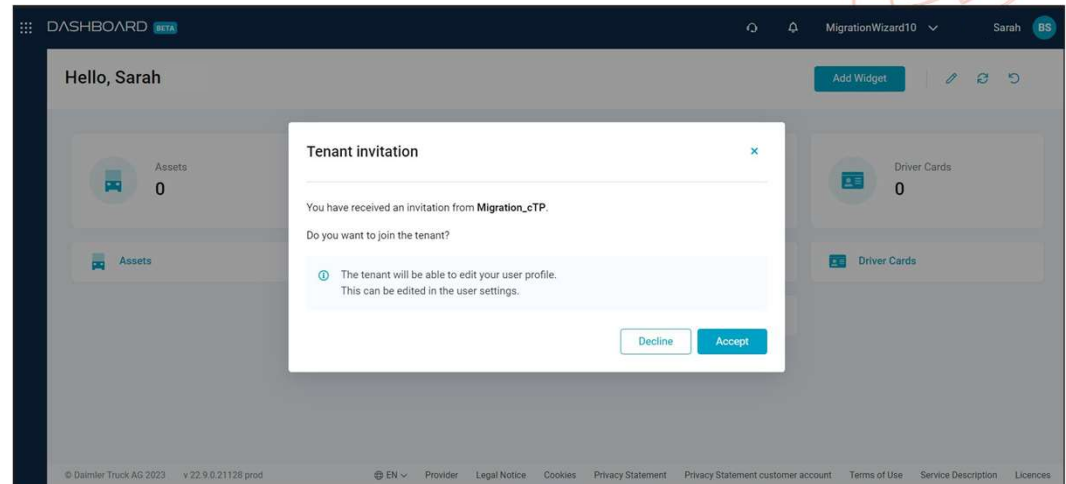 DASHBOARD BETA
MigrationWizard10
Sarah BS
Hello, Sarah
Add Widget
Tenant invitation
You have received an invitation from Migration_cTP.
Do you want to join the tenant?
The tenant will be able to edit your user profile.
This can be edited in the user settings.
Decline Accept
Assets
0
Driver Cards
0
Assets
Driver Cards
© Daimler Truck AG 2023 v 22.9.0.21128 prod EN Provider Legal Notice Cookies Privacy Statement Privacy Statement customer account Terms of Use Service Description Licences